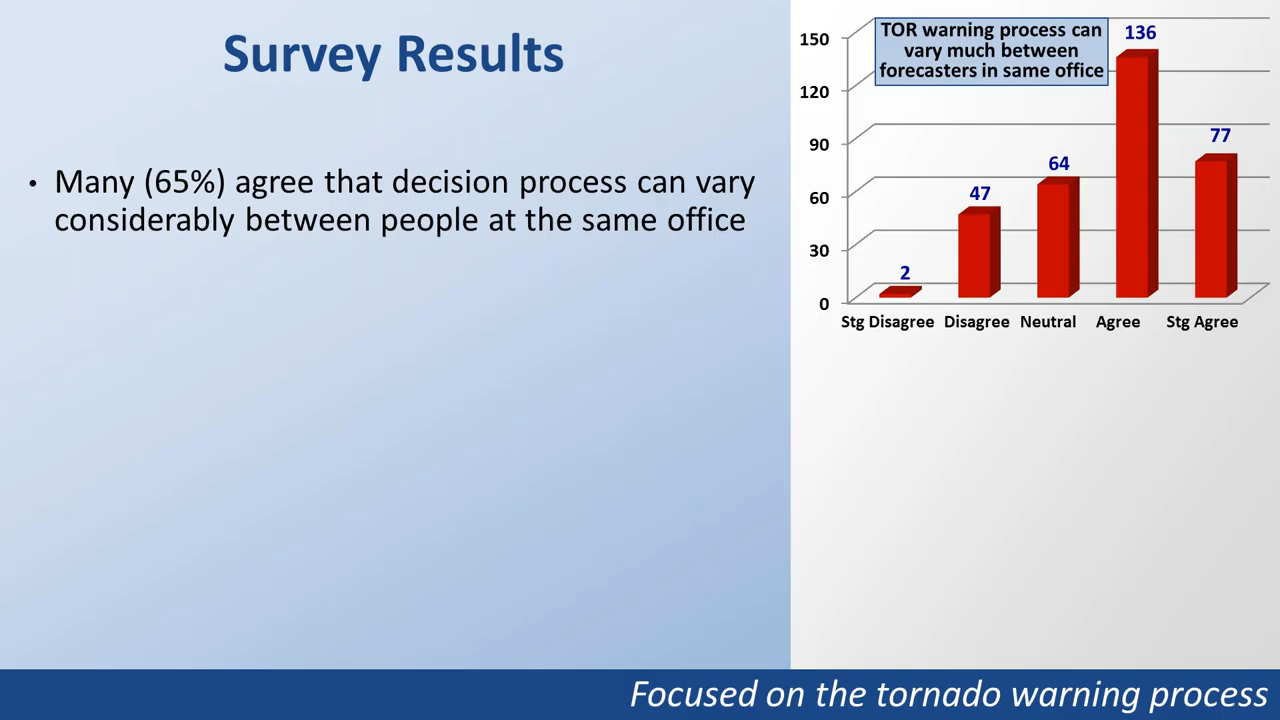 Survey Results
• Many (65%) agree that decision process can vary
considerably between people at the same office
TOR warning process can
vary much between
forecasters in same office
150
120
90
60
30
0
2
47
64
136
77
Stg Disagree Disagree Neutral Agree Stg Agree
Focused on the tornado warning process